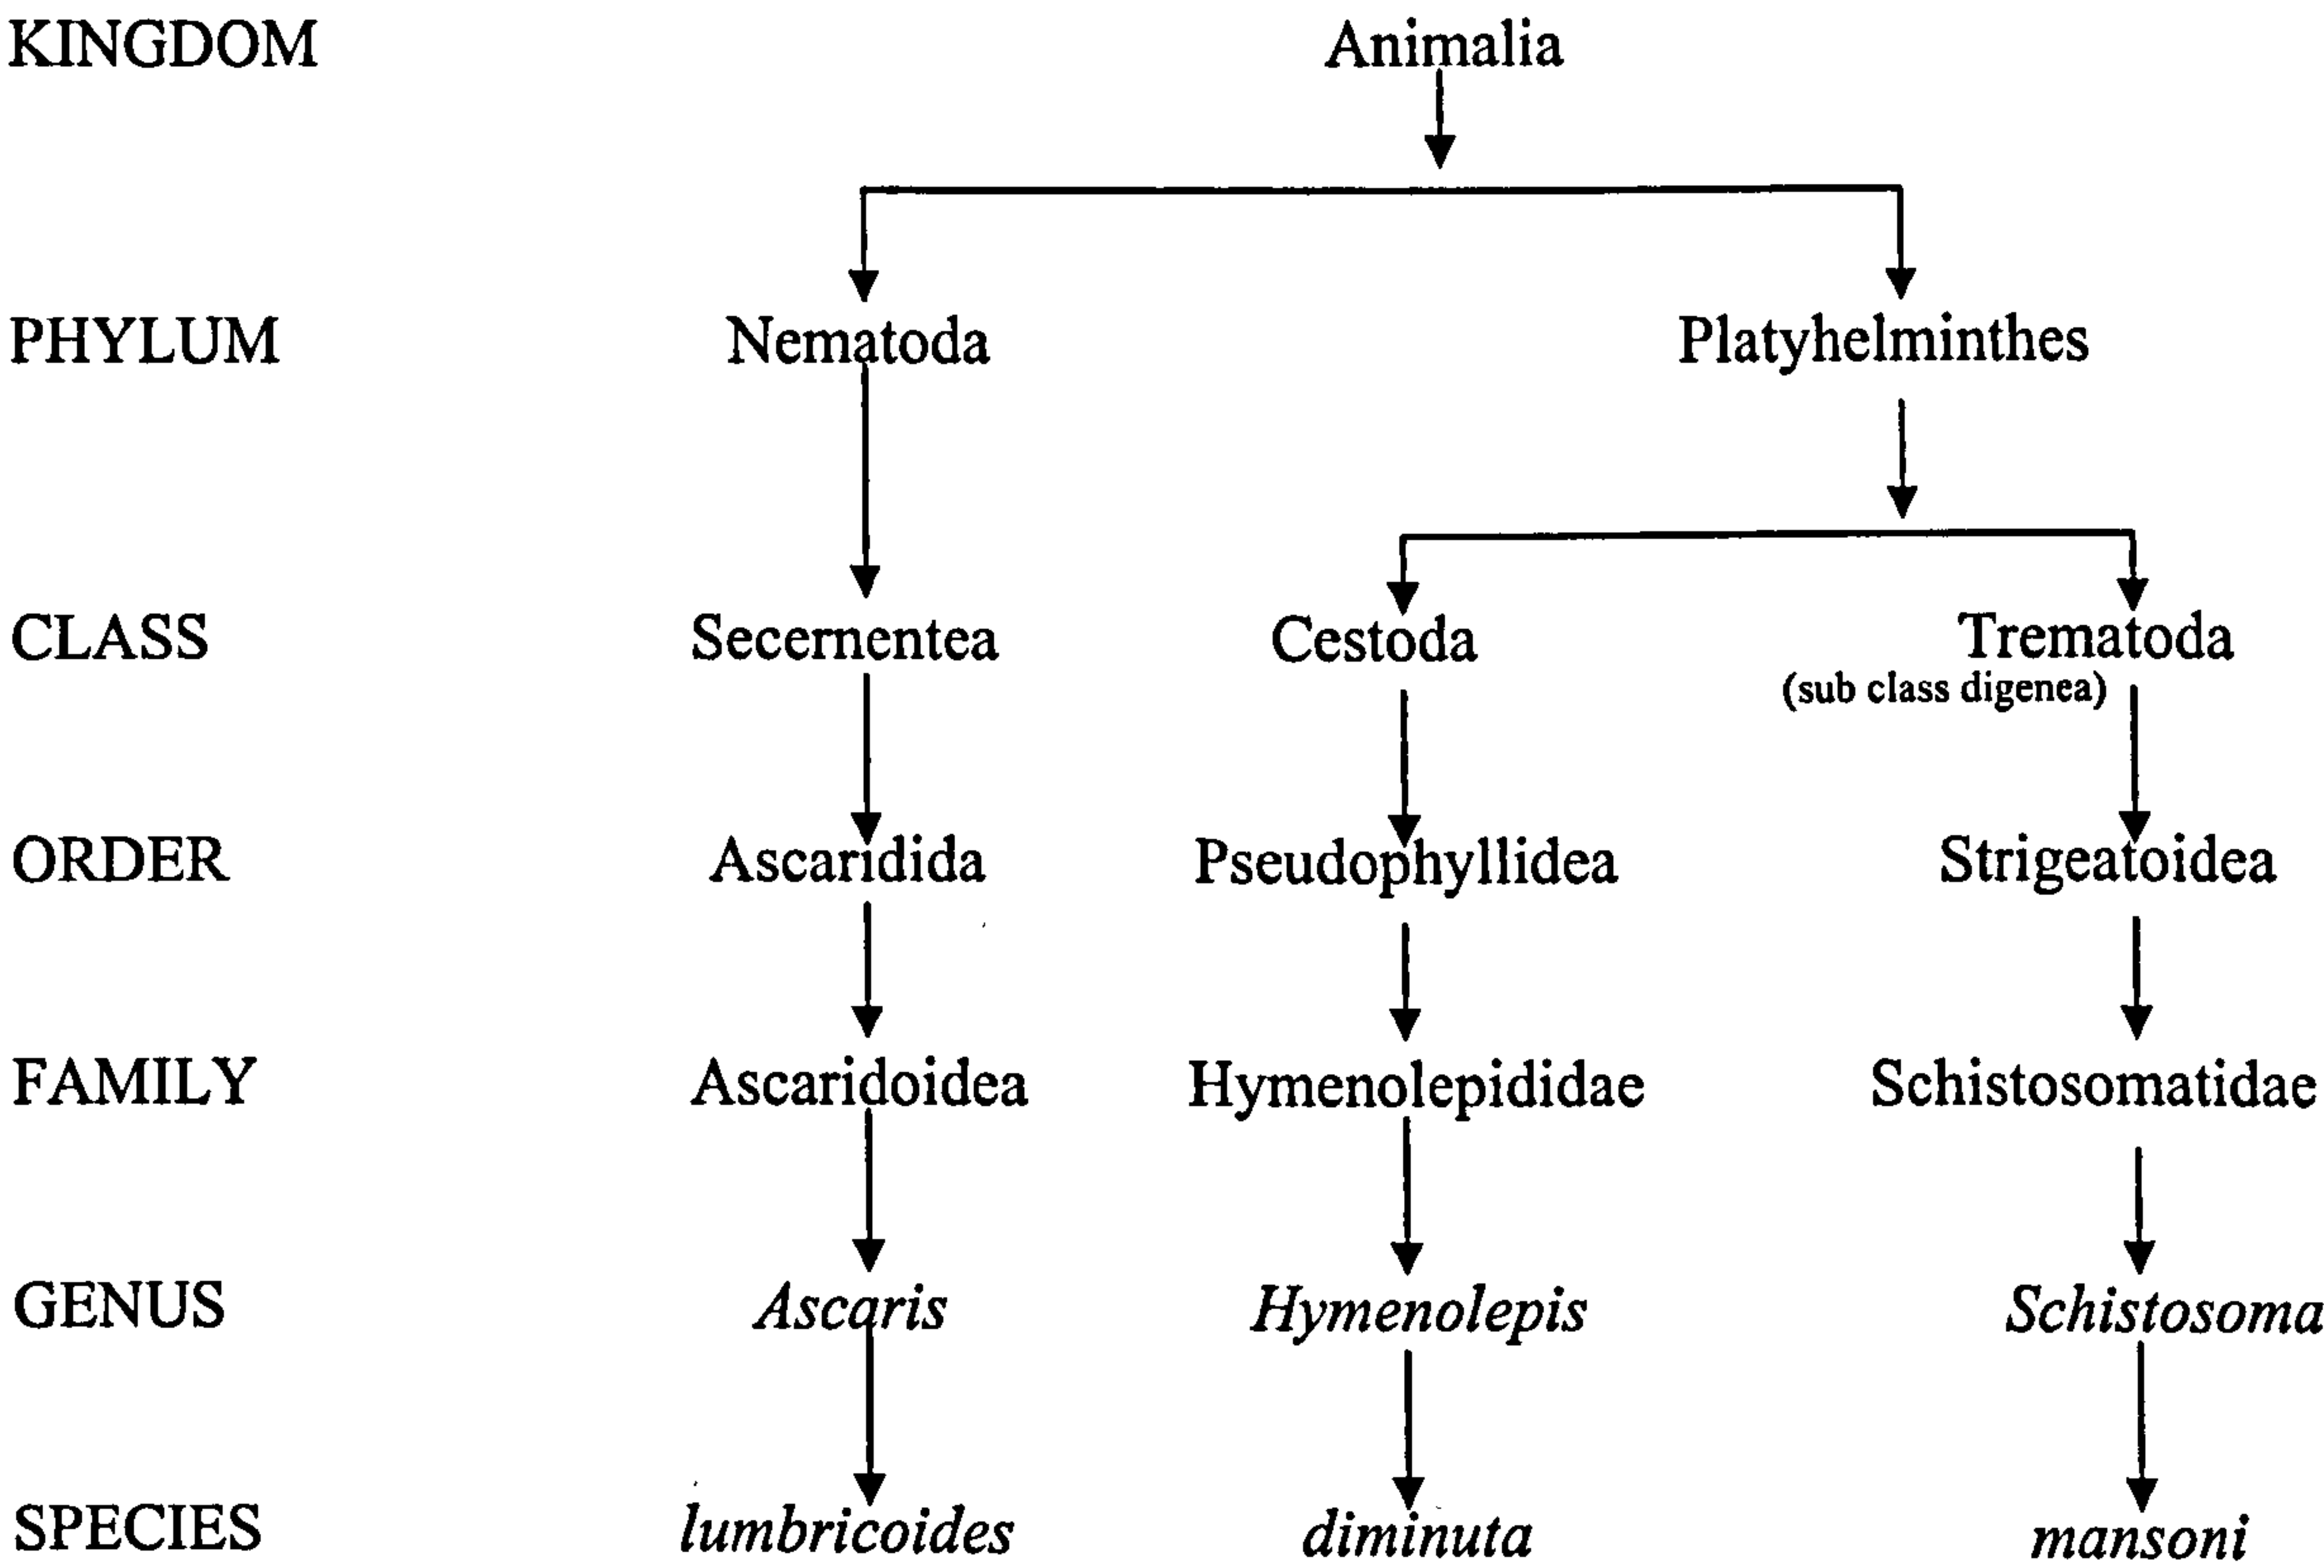 KINGDOM Animalia
PHYLUM Nematoda Platyhelminthes
CLASS Secernentea Cestoda Trematoda
(sub class digenea)
ORDER Ascaridida Pseudophyllidea Strigeatoidea
FAMILY Ascaridoidea Hymenolepididae Schistosomatidae
GENUS Ascaris Hymenolepis Schistosoma
SPECIES lumbricoides diminuta mansoni